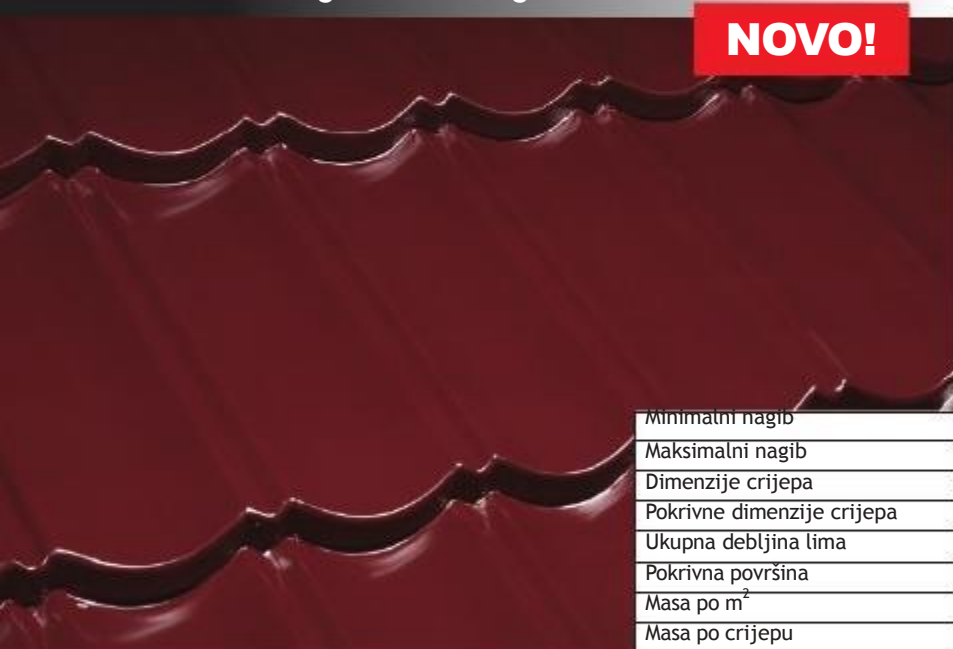 NOVO!
Minimalni nagib
Maksimalni nagib
Dimenzije crijepa
Pokrivne dimenzije crijepa
Ukupna debljina lima
Pokrivna površina
Masa po m²
Masa po crijepu